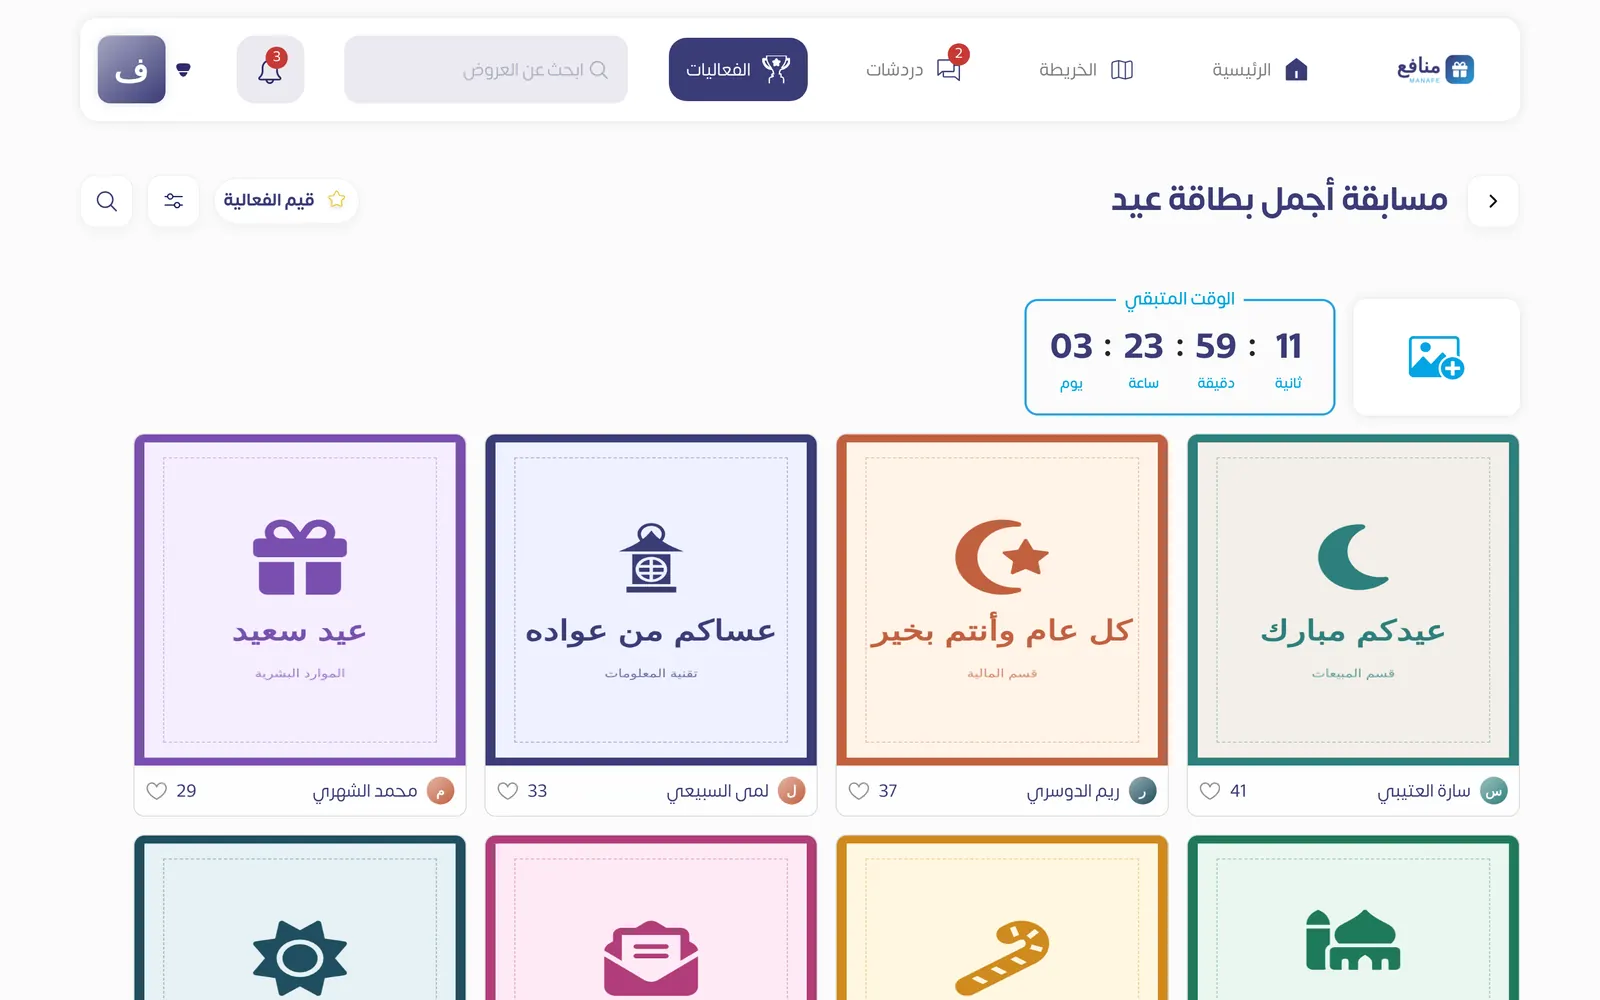 منافع
MANAFE
الرئيسية
الخريطة
دردشات
2
الفعاليات
ابحث عن العروض
3
ف
مسابقة أجمل بطاقة عيد
قيم الفعالية
الوقت المتبقي
03 : 23 : 59 : 11
ثانية
دقيقة
ساعة
يوم
عيدكم مبارك
قسم المبيعات
س
سارة العتيبي
41
كل عام وأنتم بخير
قسم المالية
ر
ريم الدوسري
37
عساكم من عواده
تقنية المعلومات
ل
لمى السبيعي
33
عيد سعيد
الموارد البشرية
م
محمد الشهري
29